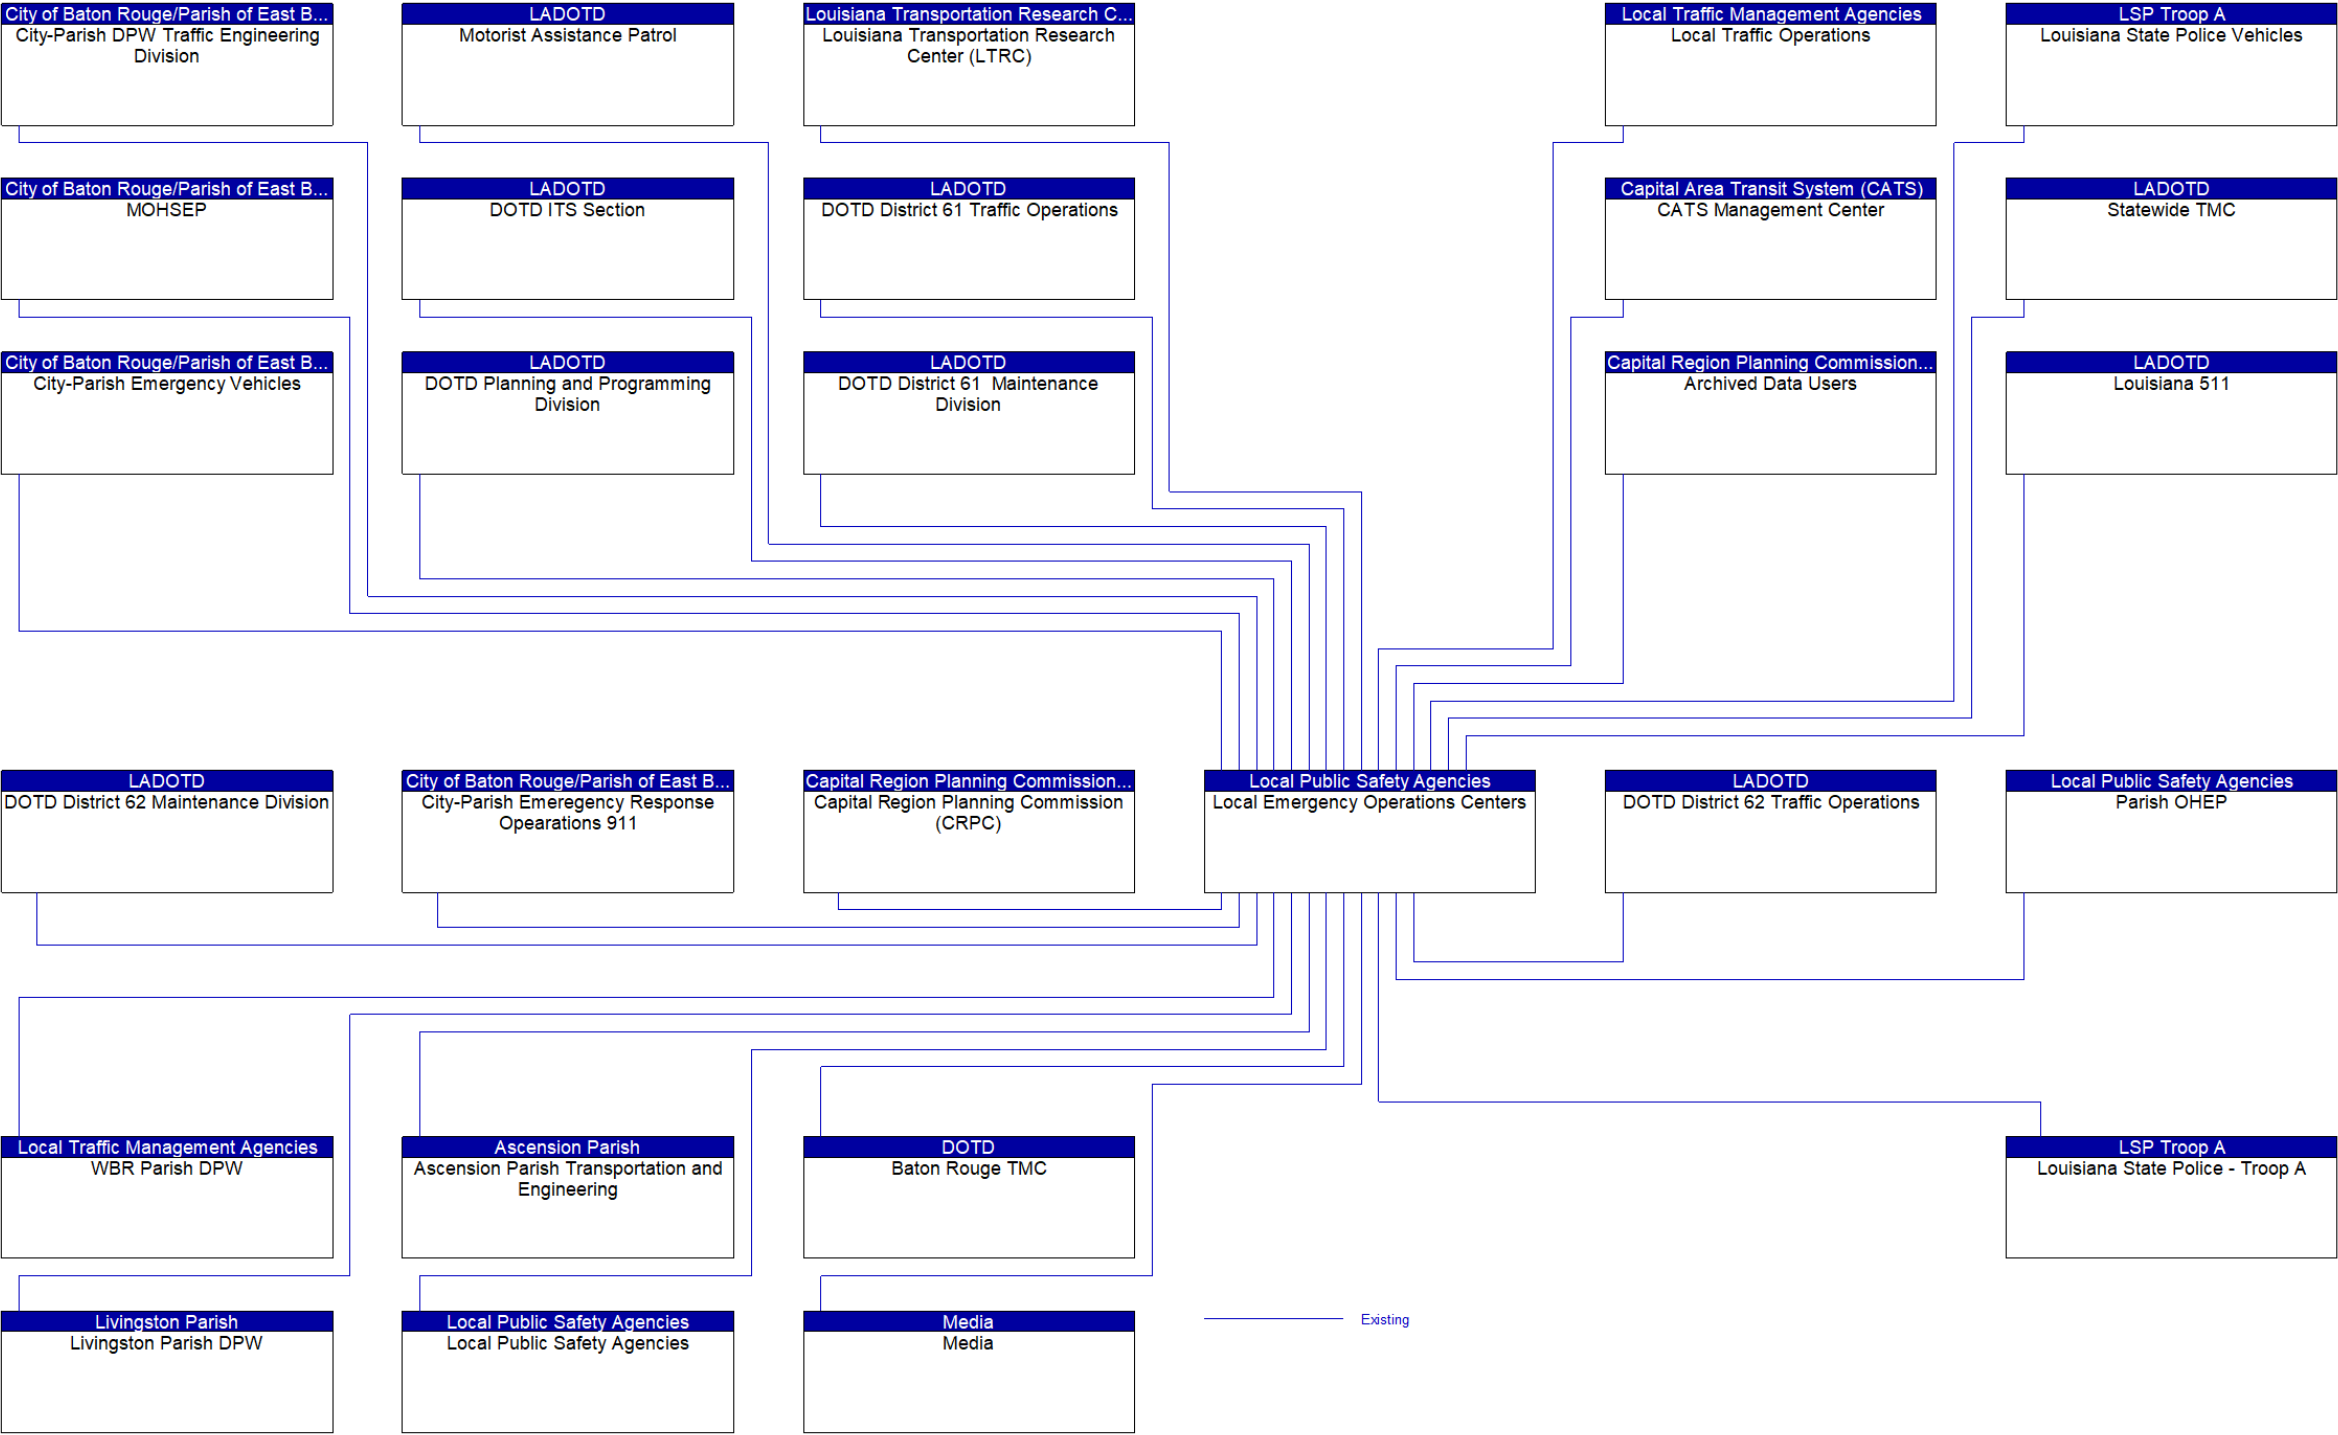 City of Baton Rouge/Parish of East B...
City-Parish DPW Traffic Engineering
Division
LADOTD
Motorist Assistance Patrol
Louisiana Transportation Research C...
Louisiana Transportation Research
Center (LTRC)
Local Traffic Management Agencies
Local Traffic Operations
LSP Troop A
Louisiana State Police Vehicles
City of Baton Rouge/Parish of East B...
MOHSEP
LADOTD
DOTD ITS Section
LADOTD
DOTD District 61 Traffic Operations
Capital Area Transit System (CATS)
CATS Management Center
LADOTD
Statewide TMC
City of Baton Rouge/Parish of East B...
City-Parish Emergency Vehicles
LADOTD
DOTD Planning and Programming
Division
LADOTD
DOTD District 61  Maintenance
Division
Capital Region Planning Commission...
Archived Data Users
LADOTD
Louisiana 511
LADOTD
DOTD District 62 Maintenance Division
City of Baton Rouge/Parish of East B...
City-Parish Emeregency Response
Opearations 911
Capital Region Planning Commission...
Capital Region Planning Commission
(CRPC)
Local Public Safety Agencies
Local Emergency Operations Centers
LADOTD
DOTD District 62 Traffic Operations
Local Public Safety Agencies
Parish OHEP
Local Traffic Management Agencies
WBR Parish DPW
Ascension Parish
Ascension Parish Transportation and
Engineering
DOTD
Baton Rouge TMC
LSP Troop A
Louisiana State Police - Troop A
Livingston Parish
Livingston Parish DPW
Local Public Safety Agencies
Local Public Safety Agencies
Media
Media
Existing